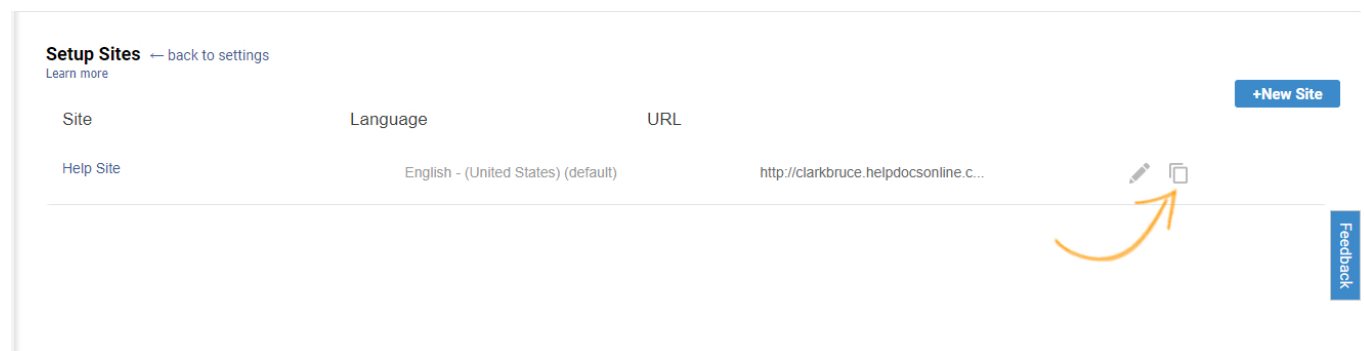 Setup Sites ← back to settings
Learn more
+New Site
Site Language URL
Help Site English - (United States) (default) http://clarkbruce.helpdocsonline.c...
Feedback